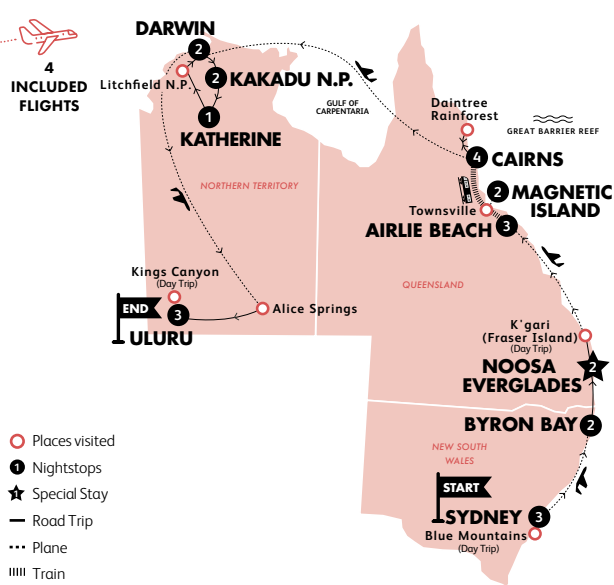 4
INCLUDED
FLIGHTS
DARWIN
2
Litchfield N.P.
2
KAKADU N.P.
1
KATHERINE
GULF OF
CARPENTARIA
Daintree
Rainforest
GREAT BARRIER REEF
4
CAIRNS
NORTHERN TERRITORY
2
MAGNETIC
ISLAND
Townsville
AIRLIE BEACH
3
QUEENSLAND
Kings Canyon
(Day Trip)
END
3
ULURU
Alice Springs
K'gari
(Fraser Island)
(Day Trip)
NOOSA
EVERGLADES
2
BYRON BAY
2
NEW SOUTH
WALES
START
SYDNEY
3
Blue Mountains
(Day Trip)
Places visited
1 Nightstops
1 Special Stay
Road Trip
Plane
Train